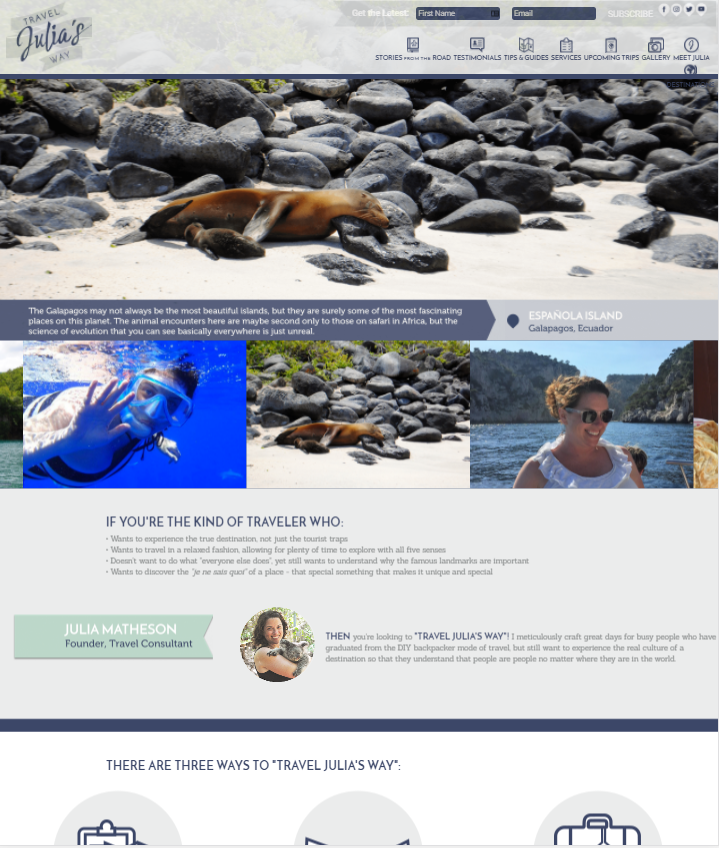 TRAVEL
Julia's
WAY
Get the Latest:
First Name
Email
SUBSCRIBE
STORIES FROM THE ROAD
TESTIMONIALS
TIPS & GUIDES
SERVICES
UPCOMING TRIPS
GALLERY
MEET JULIA
The Galapagos may not always be the most beautiful islands, but they are surely some of the most fascinating
places on this planet. The animal encounters here are maybe second only to those on safari in Africa, but the
science of evolution that you can see basically everywhere is just unreal.
ESPAÑOLA ISLAND
Galapagos, Ecuador
IF YOU'RE THE KIND OF TRAVELER WHO:
• Wants to experience the true destination, not just the tourist traps
• Wants to travel in a relaxed fashion, allowing for plenty of time to explore with all five senses
• Doesn't want to do what "everyone else does", yet still wants to understand why the famous landmarks are important
• Wants to discover the "je ne sais quoi" of a place - that special something that makes it unique and special
JULIA MATHESON
Founder, Travel Consultant
THEN you're looking to "TRAVEL JULIA'S WAY"! I meticulously craft great days for busy people who have
graduated from the DIY backpacker mode of travel, but still want to experience the real culture of a
destination so that they understand that people are people no matter where they are in the world.
THERE ARE THREE WAYS TO "TRAVEL JULIA'S WAY":